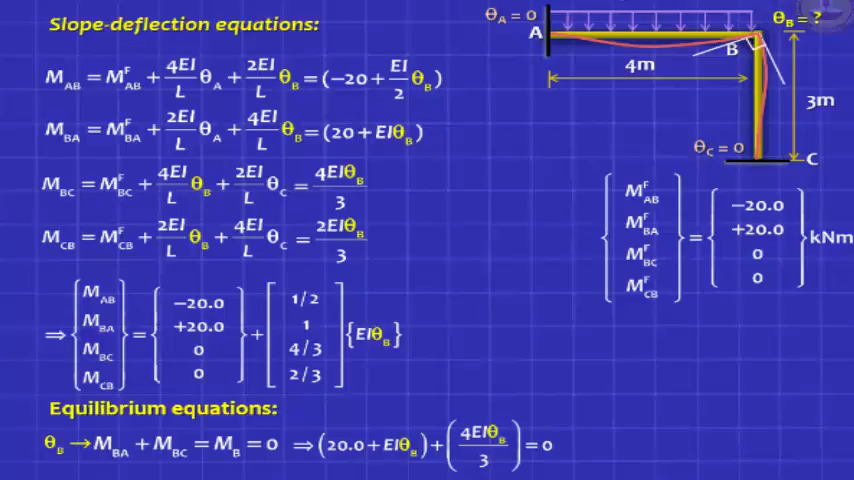 Slope-deflection equations:
M_AB = M^F_AB + 4EI/L θ_A + 2EI/L θ_B = (−20 + EI/2 θ_B)
M_BA = M^F_BA + 2EI/L θ_A + 4EI/L θ_B = (20 + EIθ_B)
M_BC = M^F_BC + 4EI/L θ_B + 2EI/L θ_C = 4EIθ_B/3
M_CB = M^F_CB + 2EI/L θ_B + 4EI/L θ_C = 2EIθ_B/3
⇒ {M_AB M_BA M_BC M_CB} = {−20.0 +20.0 0 0} + [1/2 1 4/3 2/3] {EIθ_B}
Equilibrium equations:
θ_B → M_BA + M_BC = M_B = 0 ⇒ (20.0 + EIθ_B) + (4EIθ_B/3) = 0
θ_A = 0
θ_B = ?
A
B
4m
3m
θ_C = 0
C
{M^F_AB M^F_BA M^F_BC M^F_CB} = {−20.0 +20.0 0 0} kNm